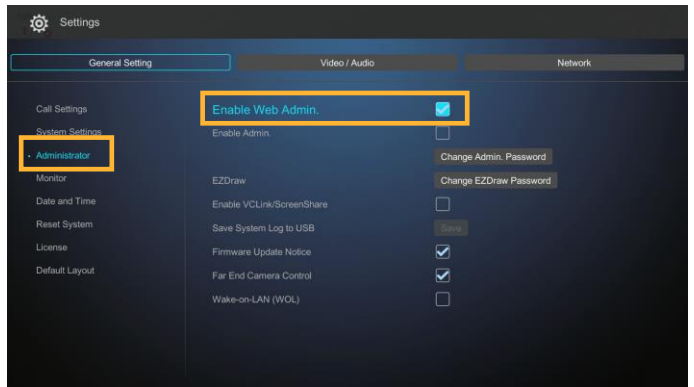 Settings
General Setting Video / Audio Network
Call Settings
System Settings
Administrator
Monitor
Date and Time
Reset System
License
Default Layout
Enable Web Admin.
Enable Admin.
Change Admin. Password
EZDraw Change EZDraw Password
Enable VCLink/ScreenShare
Save System Log to USB Save
Firmware Update Notice
Far End Camera Control
Wake-on-LAN (WOL)